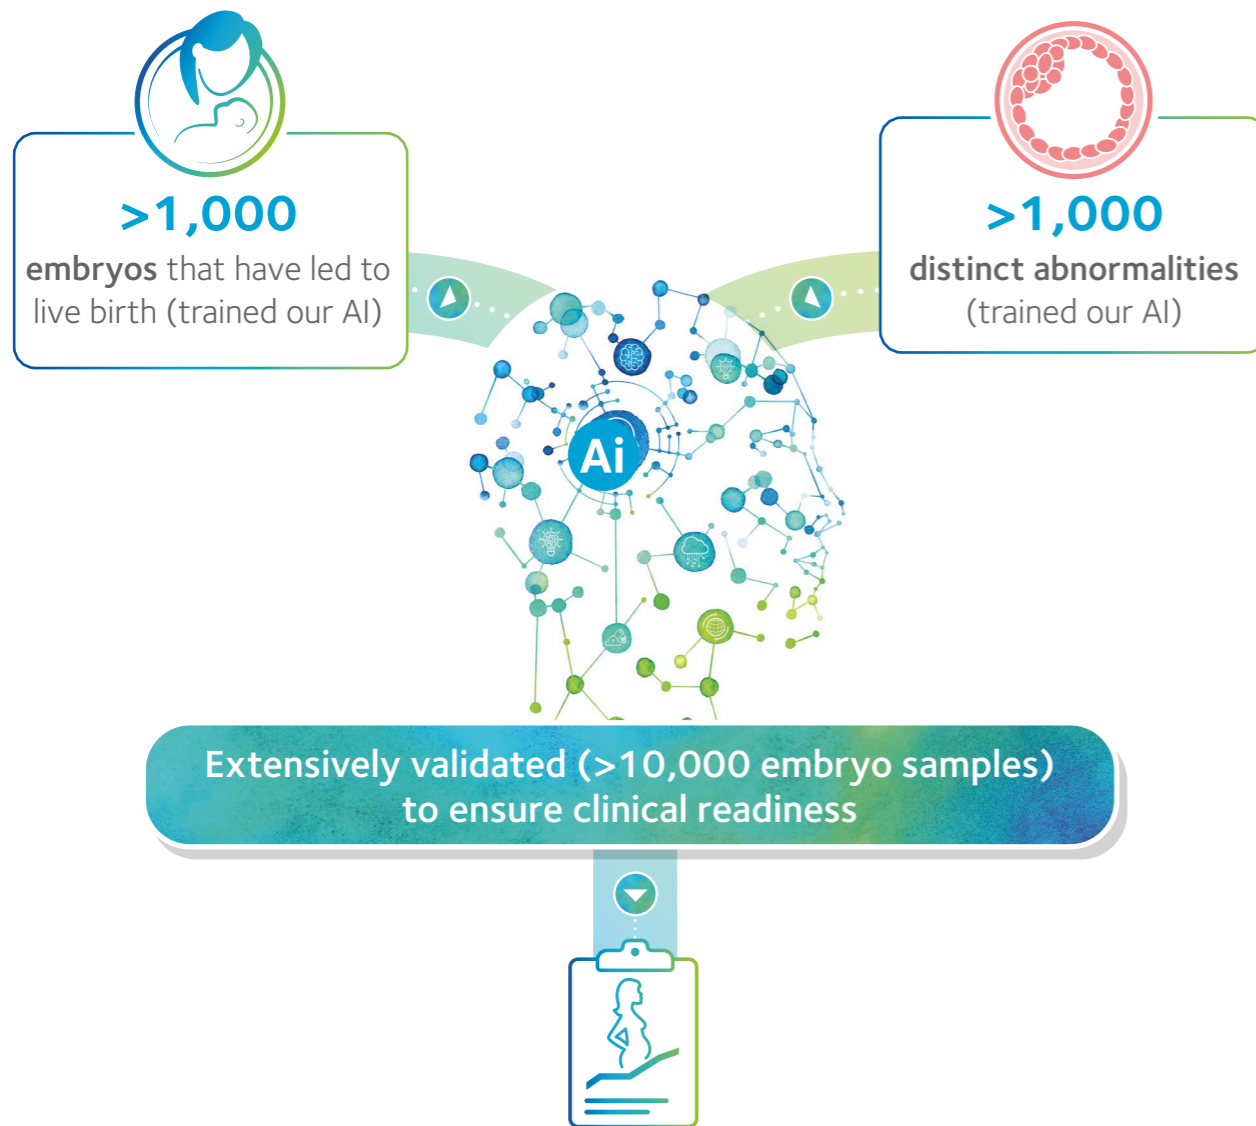 >1,000
embryos that have led to
live birth (trained our AI)
>1,000
distinct abnormalities
(trained our AI)
Ai
Extensively validated (>10,000 embryo samples)
to ensure clinical readiness